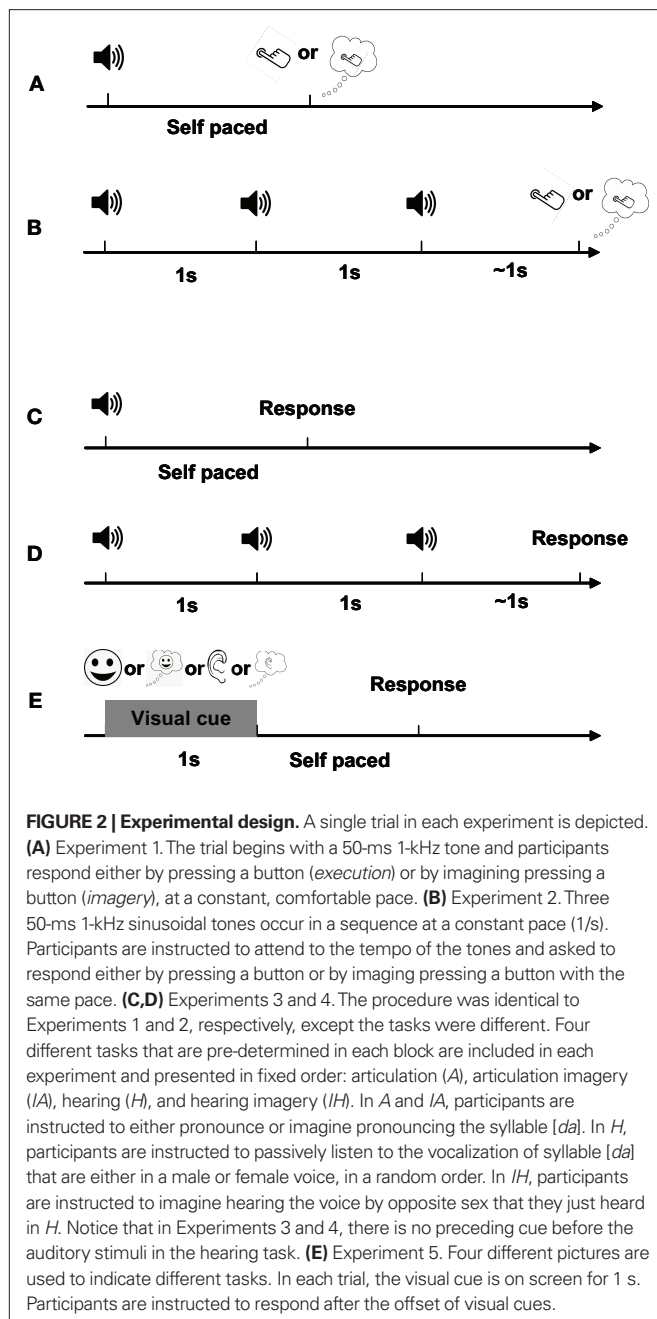 or
A
Self paced
or
B
1s 1s ~1s
C
Response
Self paced
D
Response
1s 1s ~1s
or or or
Response
E
Visual cue
1s Self paced
FIGURE 2 | Experimental design. A single trial in each experiment is depicted.
(A) Experiment 1. The trial begins with a 50-ms 1-kHz tone and participants
respond either by pressing a button (execution) or by imagining pressing a
button (imagery), at a constant, comfortable pace. (B) Experiment 2. Three
50-ms 1-kHz sinusoidal tones occur in a sequence at a constant pace (1/s).
Participants are instructed to attend to the tempo of the tones and asked to
respond either by pressing a button or by imaging pressing a button with the
same pace. (C,D) Experiments 3 and 4. The procedure was identical to
Experiments 1 and 2, respectively, except the tasks were different. Four
different tasks that are pre-determined in each block are included in each
experiment and presented in fixed order: articulation (A), articulation imagery
(IA), hearing (H), and hearing imagery (IH). In A and IA, participants are
instructed to either pronounce or imagine pronouncing the syllable [da]. In H,
participants are instructed to passively listen to the vocalization of syllable [da]
that are either in a male or female voice, in a random order. In IH, participants
are instructed to imagine hearing the voice by opposite sex that they just heard
in H. Notice that in Experiments 3 and 4, there is no preceding cue before the
auditory stimuli in the hearing task. (E) Experiment 5. Four different pictures are
used to indicate different tasks. In each trial, the visual cue is on screen for 1 s.
Participants are instructed to respond after the offset of visual cues.